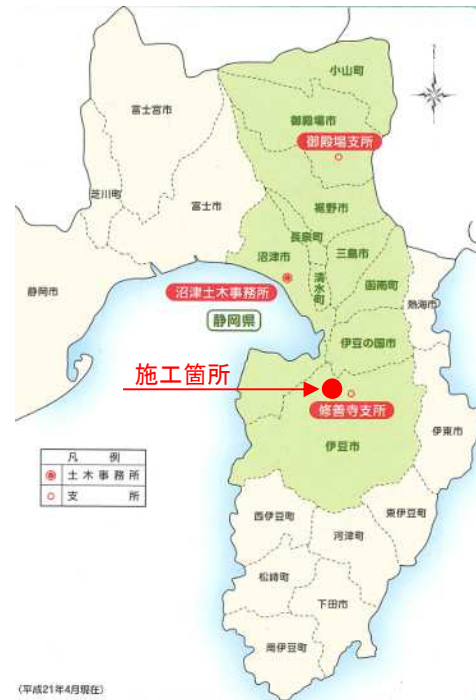 小山町
富士宮市
御殿場市
御殿場支所
芝川町
裾野市
富士市
長泉町
沼津市
三島市
清水町
函南町
静岡市
沼津土木事務所
熱海市
静岡県
伊豆の国市
施工箇所
修善寺支所
伊東市
伊豆市
凡例
土木事務所
支所
西伊豆町
東伊豆町
河津町
松崎町
下田市
南伊豆町
(平成21年4月現在)